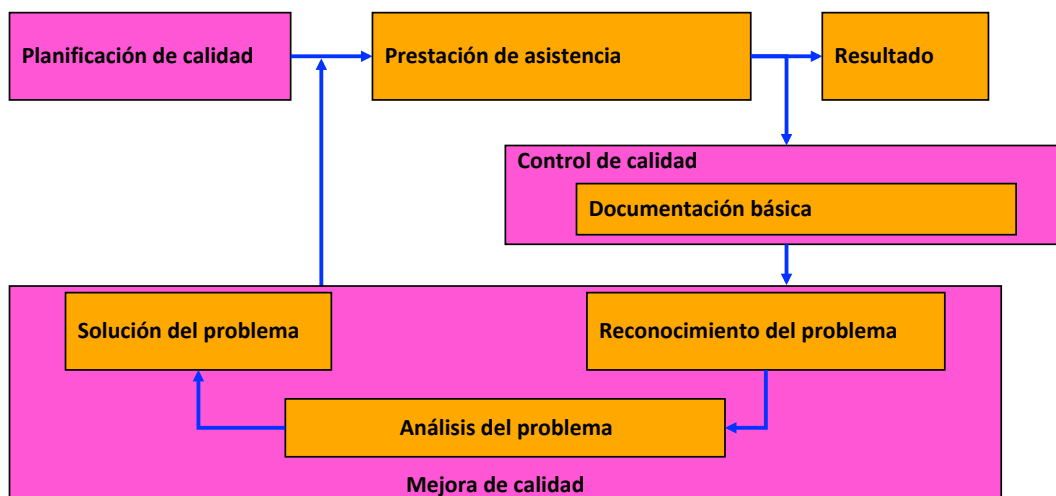 Planificación de calidad
Prestación de asistencia
Resultado
Control de calidad
Documentación básica
Solución del problema
Reconocimiento del problema
Análisis del problema
Mejora de calidad